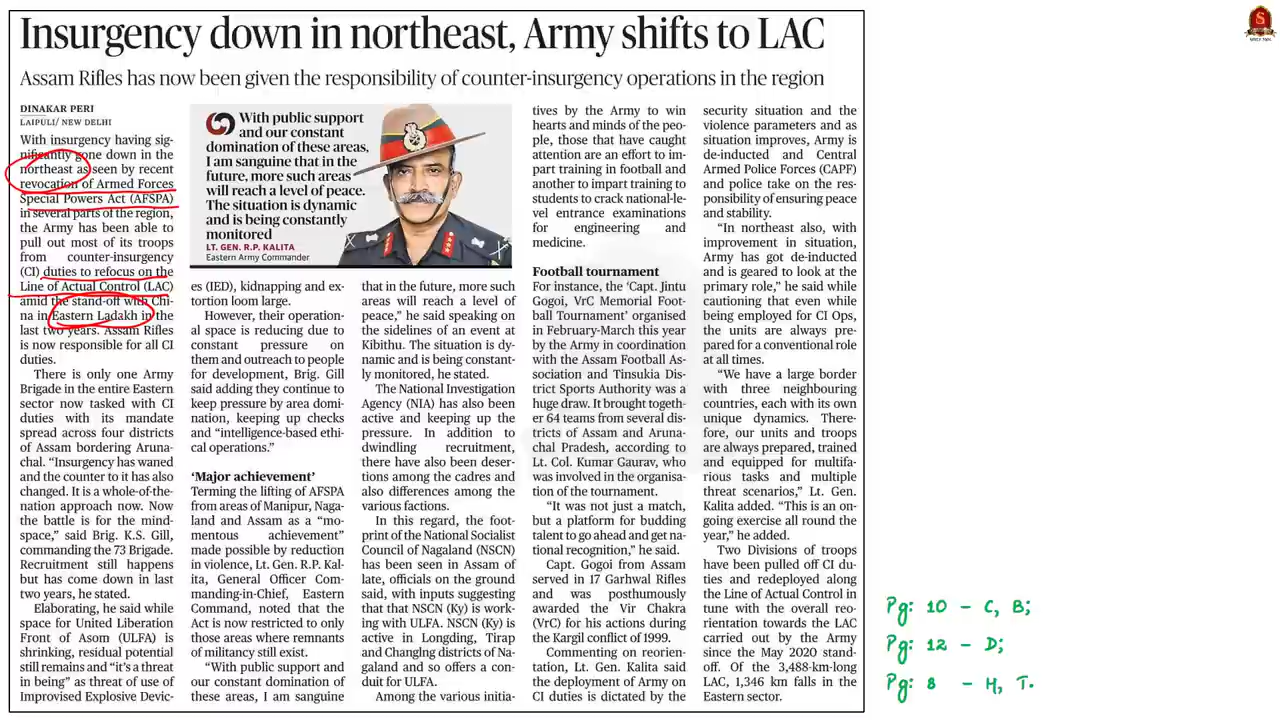 Insurgency down in northeast, Army shifts to LAC
Assam Rifles has now been given the responsibility of counter-insurgency operations in the region
DINAKAR PERI
LAIPULI/ NEW DELHI
With insurgency having sig-
nificantly gone down in the
northeast as seen by recent
revocation of Armed Forces
Special Powers Act (AFSPA)
in several parts of the region,
the Army has been able to
pull out most of its troops
from counter-insurgency
(CI) duties to refocus on the
Line of Actual Control (LAC)
amid the stand-off with Chi-
na in Eastern Ladakh in the
last two years. Assam Rifles
is now responsible for all CI
duties.
There is only one Army
Brigade in the entire Eastern
sector now tasked with CI
duties with its mandate
spread across four districts
of Assam bordering Aruna-
chal. "Insurgency has waned
and the counter to it has also
changed. It is a whole-of-the-
nation approach now. Now
the battle is for the mind-
space," said Brig. K.S. Gill,
commanding the 73 Brigade.
Recruitment still happens
but has come down in last
two years, he stated.
Elaborating, he said while
space for United Liberation
Front of Asom (ULFA) is
shrinking, residual potential
still remains and "it's a threat
in being" as threat of use of
Improvised Explosive Devic-
With public support
and our constant
domination of these areas,
I am sanguine that in the
future, more such areas
will reach a level of peace.
The situation is dynamic
and is being constantly
monitored
LT. GEN. R.P. KALITA
Eastern Army Commander
es (IED), kidnapping and ex-
tortion loom large.
However, their operation-
al space is reducing due to
constant pressure on
them and outreach to people
for development, Brig. Gill
said adding they continue to
keep pressure by area domi-
nation, keeping up checks
and "intelligence-based ethi-
cal operations."
'Major achievement'
Terming the lifting of AFSPA
from areas of Manipur, Naga-
land and Assam as a "mo-
mentous achievement"
made possible by reduction
in violence, Lt. Gen. R.P. Kal-
ita, General Officer Com-
manding-in-Chief, Eastern
Command, noted that the
Act is now restricted to only
those areas where remnants
of militancy still exist.
"With public support and
our constant domination of
these areas, I am sanguine
that in the future, more such
areas will reach a level of
peace," he said speaking on
the sidelines of an event at
Kibithu. The situation is dy-
namic and is being constant-
ly monitored, he stated.
The National Investigation
Agency (NIA) has also been
active and keeping up the
pressure. In addition to
dwindling recruitment,
there have also been deser-
tions among the cadres and
also differences among the
various factions.
In this regard, the foot-
print of the National Socialist
Council of Nagaland (NSCN)
has been seen in Assam of
late, officials on the ground
said, with inputs suggesting
that that NSCN (Ky) is work-
ing with ULFA. NSCN (Ky) is
active in Longding, Tirap
and Changlng districts of Na-
galand and so offers a con-
duit for ULFA.
Among the various initia-
tives by the Army to win
hearts and minds of the peo-
ple, those that have caught
attention are an effort to im-
part training in football and
another to impart training to
students to crack national-
level entrance examinations
for engineering and
medicine.
Football tournament
For instance, the 'Capt. Jintu
Gogoi, VrC Memorial Foot-
ball Tournament' organised
in February-March this year
by the Army in coordination
with the Assam Football As-
sociation and Tinsukia Dis-
trict Sports Authority was a
huge draw. It brought togeth-
er 64 teams from several dis-
tricts of Assam and Aruna-
chal Pradesh, according to
Lt. Col. Kumar Gaurav, who
was involved in the organisa-
tion of the tournament.
"It was not just a match,
but a platform for budding
talent to go ahead and get na-
tional recognition," he said.
Capt. Gogoi from Assam
served in 17 Garhwal Rifles
and was posthumously
awarded the Vir Chakra
(VrC) for his actions during
the Kargil conflict of 1999.
Commenting on reorien-
tation, Lt. Gen. Kalita said
the deployment of Army on
CI duties is dictated by the
security situation and the
violence parameters and as
situation improves, Army is
de-inducted and Central
Armed Police Forces (CAPF)
and police take on the res-
ponsibility of ensuring peace
and stability.
"In northeast also, with
improvement in situation,
Army has got de-inducted
and is geared to look at the
primary role," he said while
cautioning that even while
being employed for CI Ops,
the units are always pre-
pared for a conventional role
at all times.
"We have a large border
with three neighbouring
countries, each with its own
unique dynamics. There-
fore, our units and troops
are always prepared, trained
and equipped for multifa-
rious tasks and multiple
threat scenarios," Lt. Gen.
Kalita added. "This is an on-
going exercise all round the
year," he added.
Two Divisions of troops
have been pulled off CI du-
ties and redeployed along
the Line of Actual Control in
tune with the overall reo-
rientation towards the LAC
carried out by the Army
since the May 2020 stand-
off. Of the 3,488-km-long
LAC, 1,346 km falls in the
Eastern sector.
Pg: 10 - C, B;
Pg: 12 - D;
Pg: 8 - H, T.